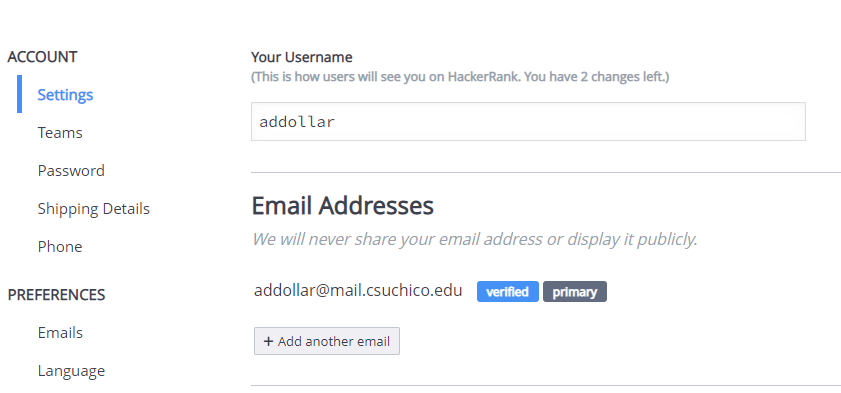 ACCOUNT
Settings
Teams
Password
Shipping Details
Phone
PREFERENCES
Emails
Language
Your Username
(This is how users will see you on HackerRank. You have 2 changes left.)
addollar
Email Addresses
We will never share your email address or display it publicly.
addollar@mail.csuchico.edu verified primary
+ Add another email